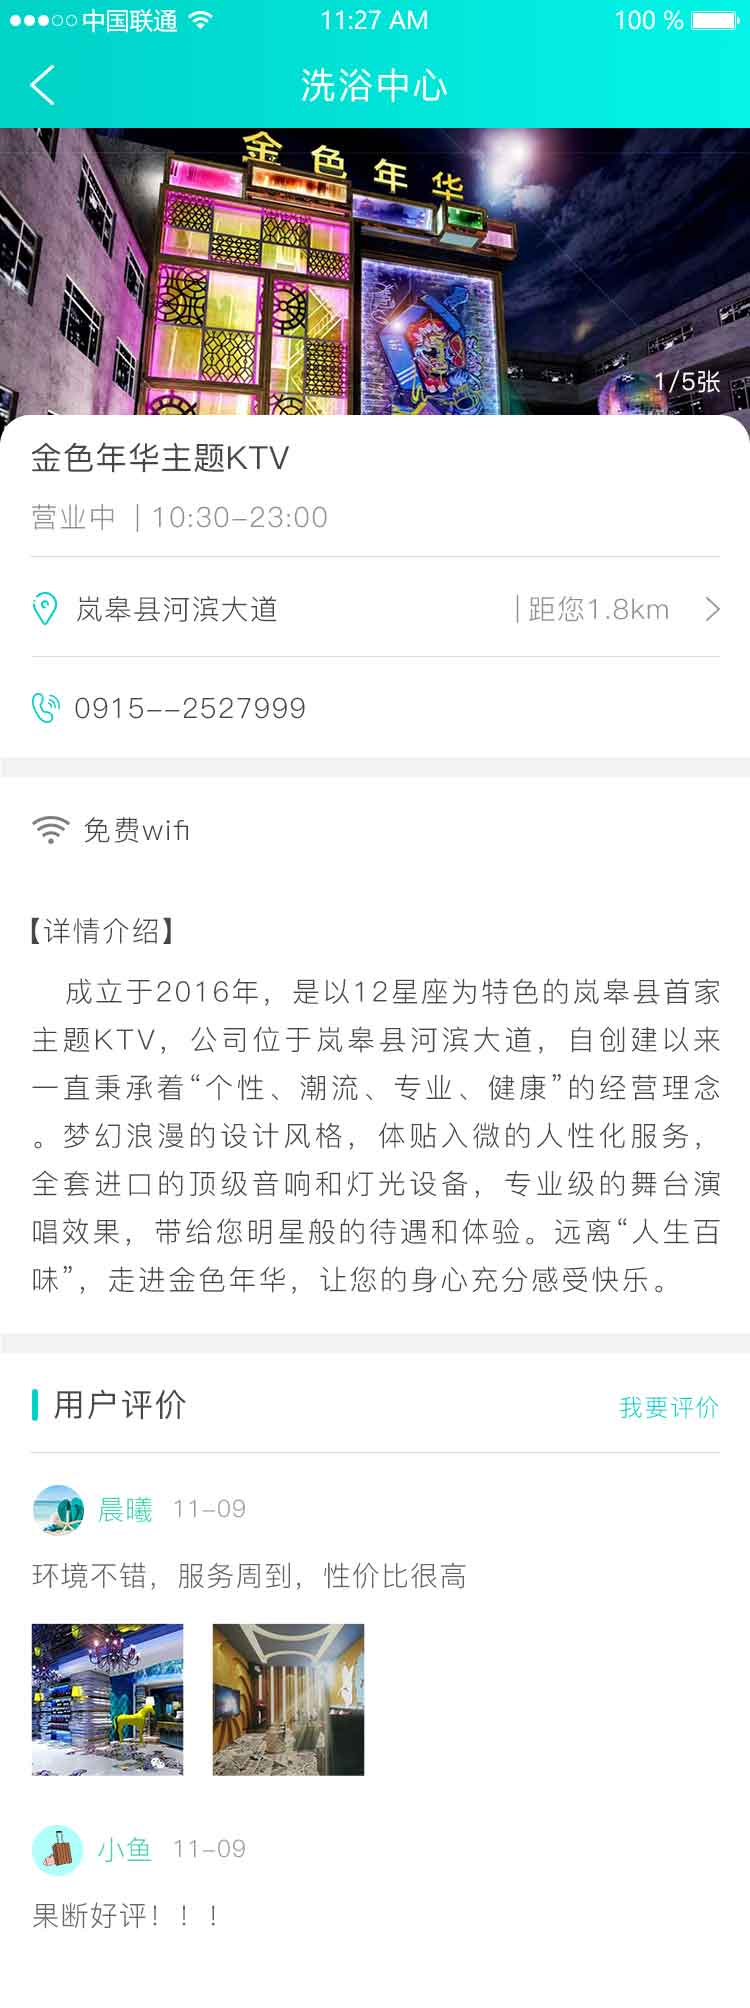 中国联通
11:27 AM
100 %
洗浴中心
金色年华
1/5张
金色年华主题KTV
营业中 | 10:30-23:00
岚皋县河滨大道
| 距您1.8km
0915--2527999
免费wifi
【详情介绍】
成立于2016年，是以12星座为特色的岚皋县首家
主题KTV，公司位于岚皋县河滨大道，自创建以来
一直秉承着“个性、潮流、专业、健康”的经营理念
。梦幻浪漫的设计风格，体贴入微的人性化服务，
全套进口的顶级音响和灯光设备，专业级的舞台演
唱效果，带给您明星般的待遇和体验。远离“人生百
味”，走进金色年华，让您的身心充分感受快乐。
用户评价
我要评价
晨曦 11-09
环境不错，服务周到，性价比很高
小鱼 11-09
果断好评！！！